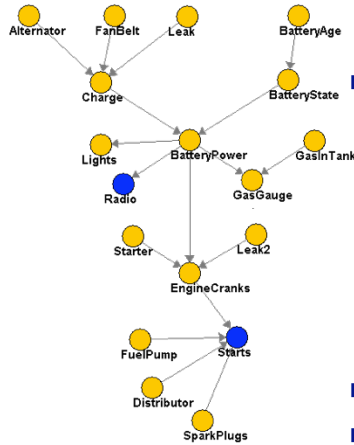 Alternator FanBelt Leak BatteryAge
Charge BatteryState
Lights BatteryPower GasInTank
Radio GasGauge
Starter Leak2
EngineCranks
FuelPump Starts
Distributor
SparkPlugs